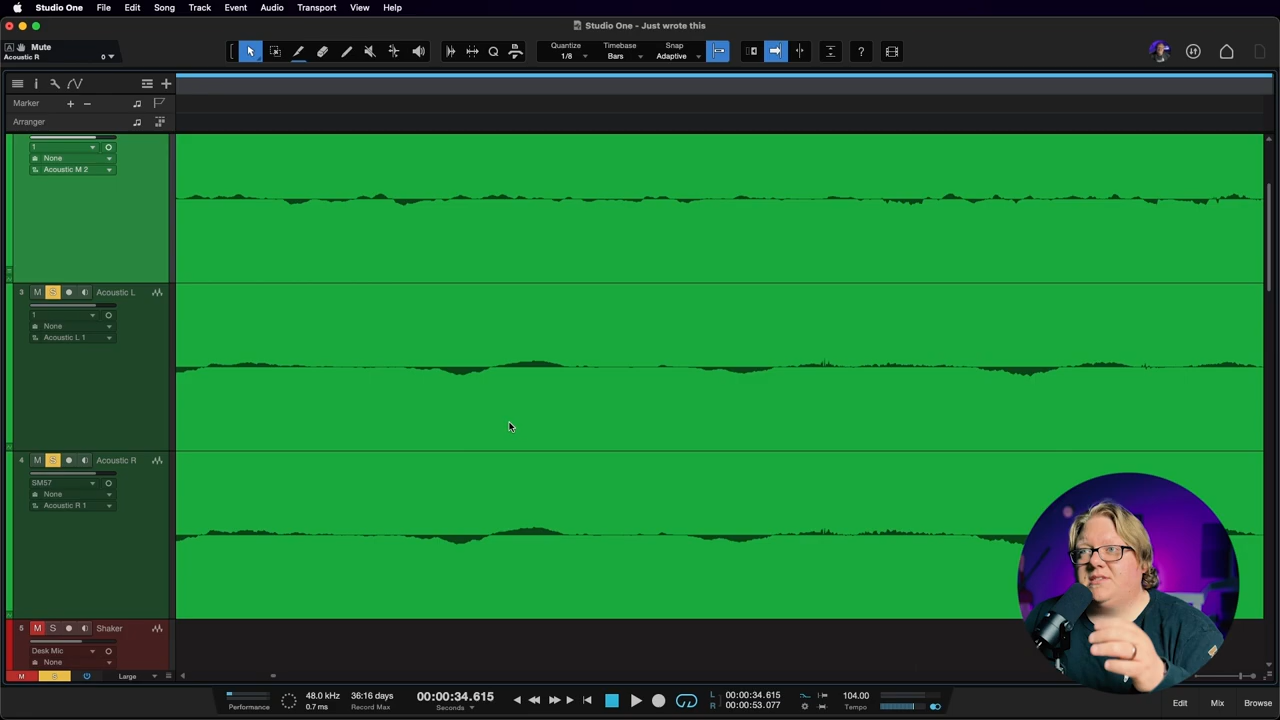 Studio One File Edit Song Track Event Audio Transport View Help
Studio One - Just wrote this
Mute
Acoustic R 0
Quantize
1/8
Timebase
Bars
Snap
Adaptive
?
Marker
Arranger
1
None
Acoustic M 2
3 M S Acoustic L
1
None
Acoustic L 1
4 M S Acoustic R
SM57
None
Acoustic R 1
5 M S Shaker
Desk Mic
None
M S Large
Performance
48.0 kHz
0.7 ms
36:16 days
Record Max
00:00:34.615
Seconds
L 00:00:34.615
R 00:00:53.077
104.00
Tempo
Edit Mix Browse